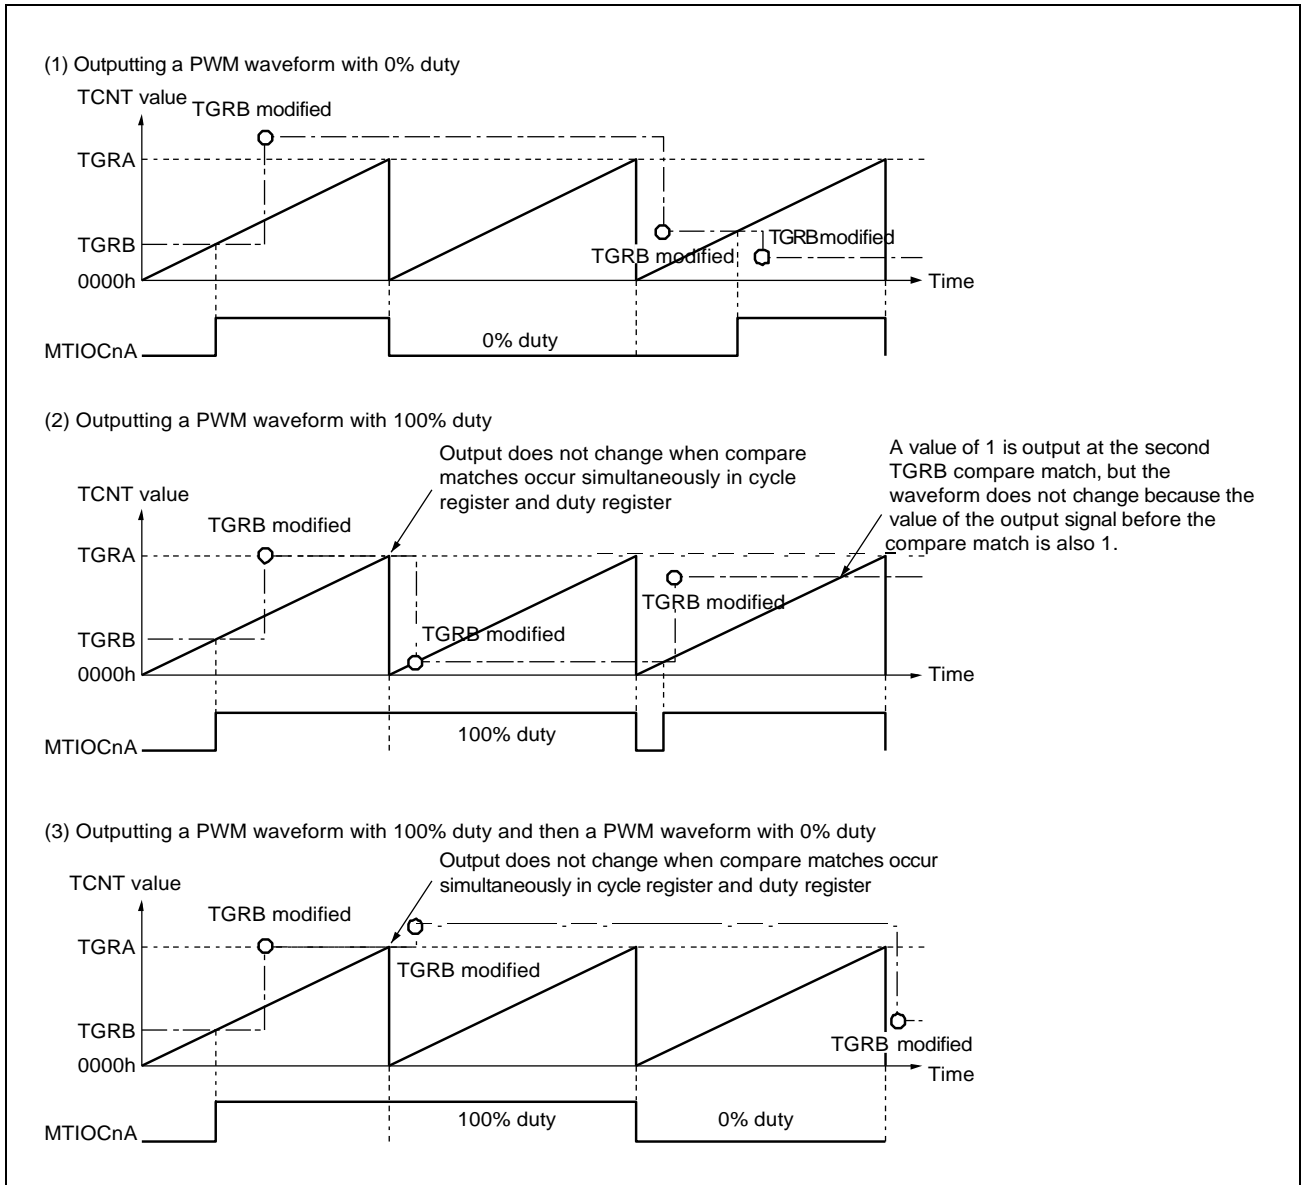 (1) Outputting a PWM waveform with 0% duty
TCNT value
TGRB modified
TGRA
TGRB
TGRB modified
TGRB modified
0000h
Time
0% duty
MTIOCnA
(2) Outputting a PWM waveform with 100% duty
Output does not change when compare
matches occur simultaneously in cycle
register and duty register
A value of 1 is output at the second
TGRB compare match, but the
waveform does not change because the
value of the output signal before the
compare match is also 1.
TCNT value
TGRB modified
TGRA
TGRB modified
TGRB
TGRB modified
0000h
Time
100% duty
MTIOCnA
(3) Outputting a PWM waveform with 100% duty and then a PWM waveform with 0% duty
Output does not change when compare matches occur
simultaneously in cycle register and duty register
TCNT value
TGRB modified
TGRA
TGRB modified
TGRB
TGRB modified
0000h
Time
100% duty
0% duty
MTIOCnA